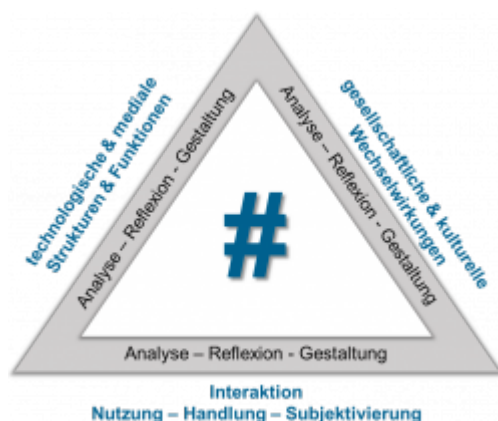 technologische & mediale
Strukturen & Funktionen
Analyse – Reflexion - Gestaltung
#
Analyse – Reflexion - Gestaltung
gesellschaftliche & kulturelle
Wechselwirkungen
Analyse – Reflexion - Gestaltung
Interaktion
Nutzung – Handlung – Subjektivierung